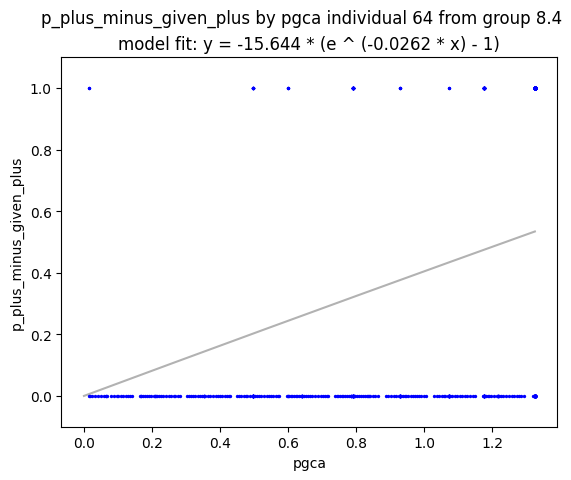 p_plus_minus_given_plus by pgca individual 64 from group 8.4
model fit: y = -15.644 * (e ^ (-0.0262 * x) - 1)
1.0
0.8
0.6
0.4
0.2
0.0
p_plus_minus_given_plus
0.0 0.2 0.4 0.6 0.8 1.0 1.2
pgca